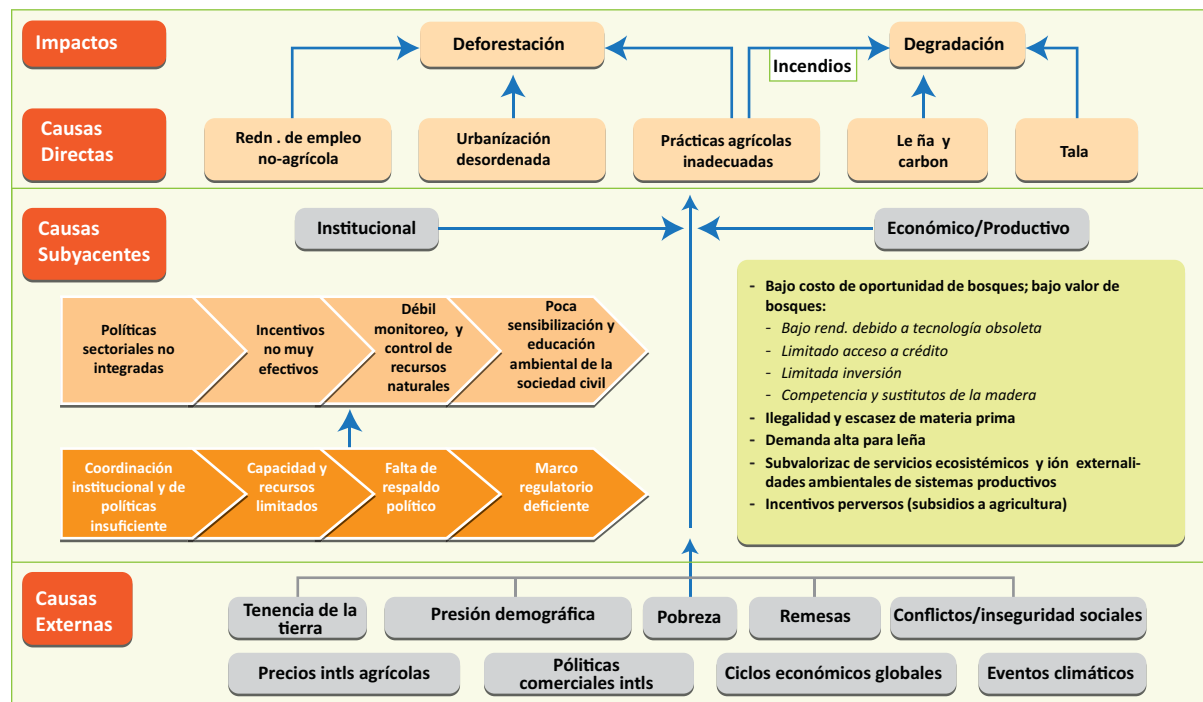 Impactos
Deforestación
Degradación
Incendios
Causas
Directas
Redn . de empleo
no-agrícola
Urbanízación
desordenada
Prácticas agrícolas
inadecuadas
Le ña y
carbon
Tala
Causas
Subyacentes
Institucional
Económico/Productivo
Políticas
sectoriales no
integradas
Incentivos
no muy
efectivos
Débil
monitoreo, y
control de
recursos
naturales
Poca
sensibilización y
educación
ambiental de la
sociedad civil
Coordinación
institucional y de
políticas
insuficiente
Capacidad y
recursos
limitados
Falta de
respaldo
político
Marco
regulatorio
deficiente
- Bajo costo de oportunidad de bosques; bajo valor de
bosques:
- Bajo rend. debido a tecnología obsoleta
- Limitado acceso a crédito
- Limitada inversión
- Competencia y sustitutos de la madera
- Ilegalidad y escasez de materia prima
- Demanda alta para leña
- Subvalorizac de servicios ecosistémicos y ión externali-
dades ambientales de sistemas productivos
- Incentivos perversos (subsidios a agricultura)
Causas
Externas
Tenencia de la
tierra
Presión demográfica
Pobreza
Remesas
Conflictos/inseguridad sociales
Precios intls agrícolas
Póliticas
comerciales intls
Ciclos económicos globales
Eventos climáticos